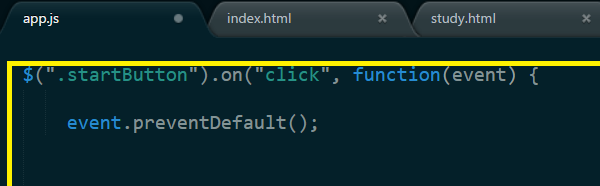 app.js index.html × study.html ×
$(".startButton").on("click", function(event) {
event.preventDefault();